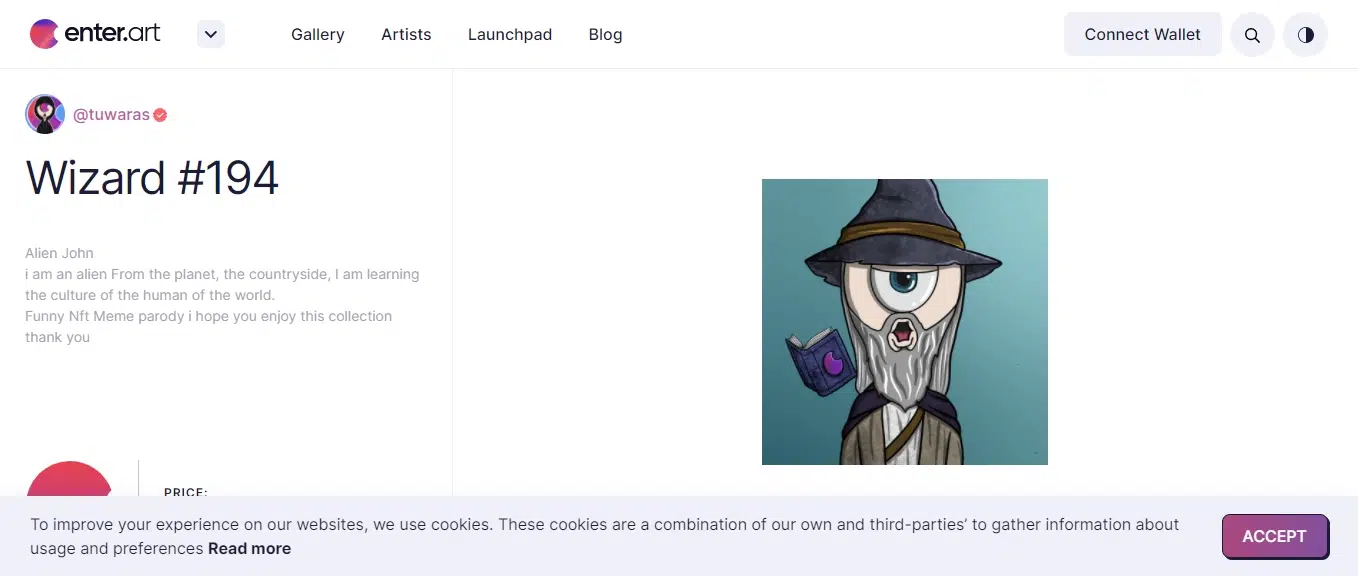 enter.art
Gallery
Artists
Launchpad
Blog
Connect Wallet
@tuwaras
Wizard #194
Alien John
i am an alien From the planet, the countryside, I am learning
the culture of the human of the world.
Funny Nft Meme parody i hope you enjoy this collection
thank you
PRICE:
To improve your experience on our websites, we use cookies. These cookies are a combination of our own and third-parties’ to gather information about
usage and preferences Read more
ACCEPT